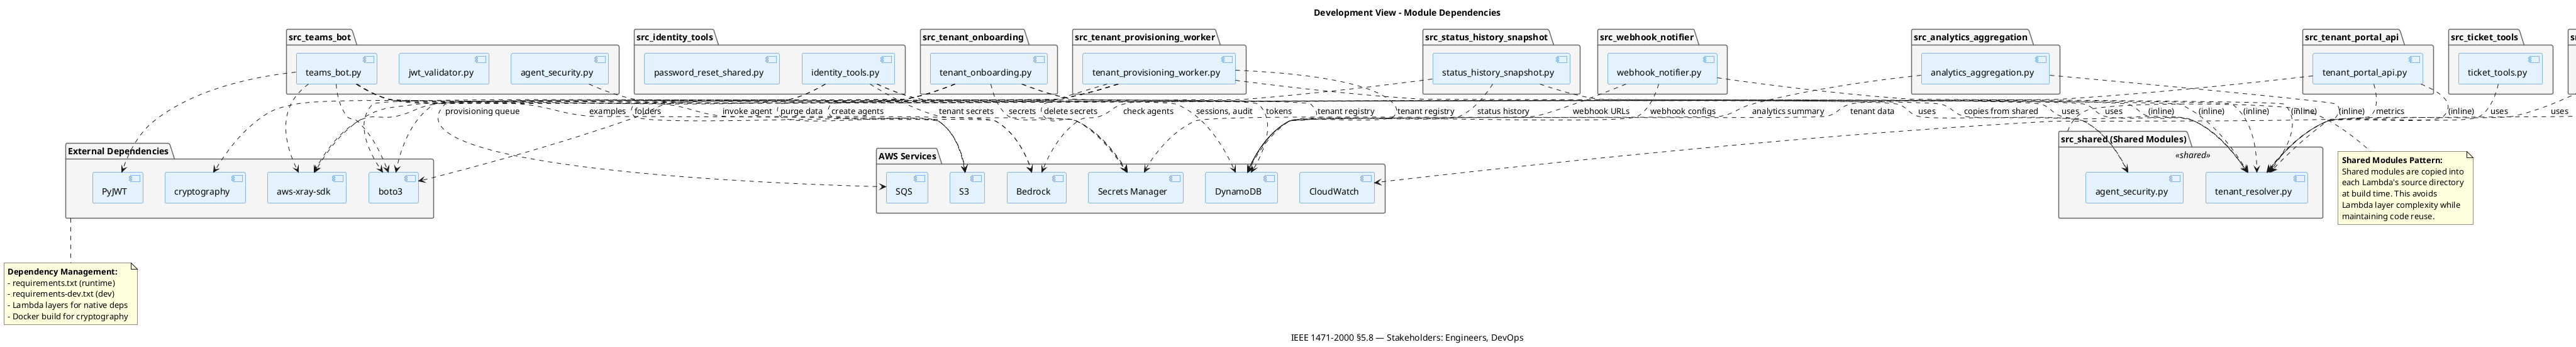 Development View - Module Dependencies
src_teams_bot
src_identity_tools
src_tenant_onboarding
src_tenant_provisioning_worker
src_status_history_snapshot
src_webhook_notifier
src_analytics_aggregation
src_tenant_portal_api
src_ticket_tools
teams_bot.py
jwt_validator.py
agent_security.py
password_reset_shared.py
identity_tools.py
tenant_onboarding.py
tenant_provisioning_worker.py
status_history_snapshot.py
webhook_notifier.py
analytics_aggregation.py
tenant_portal_api.py
ticket_tools.py
provisioning queue
examples
folders
invoke agent
purge data
create agents
tenant secrets
secrets
delete secrets
check agents
sessions, audit
tokens
tenant registry
tenant registry
status history
webhook URLs
webhook configs
analytics summary
tenant data
uses
copies from shared
uses
uses
(inline)
(inline)
(inline)
(inline)
(inline)
metrics
(inline)
uses
uses
External Dependencies
PyJWT
cryptography
aws-xray-sdk
boto3
AWS Services
SQS
S3
Bedrock
Secrets Manager
DynamoDB
CloudWatch
src_shared (Shared Modules)
«shared»
agent_security.py
tenant_resolver.py
Shared Modules Pattern:
Shared modules are copied into
each Lambda's source directory
at build time. This avoids
Lambda layer complexity while
maintaining code reuse.
Dependency Management:
- requirements.txt (runtime)
- requirements-dev.txt (dev)
- Lambda layers for native deps
- Docker build for cryptography
IEEE 1471-2000 §5.8 — Stakeholders: Engineers, DevOps